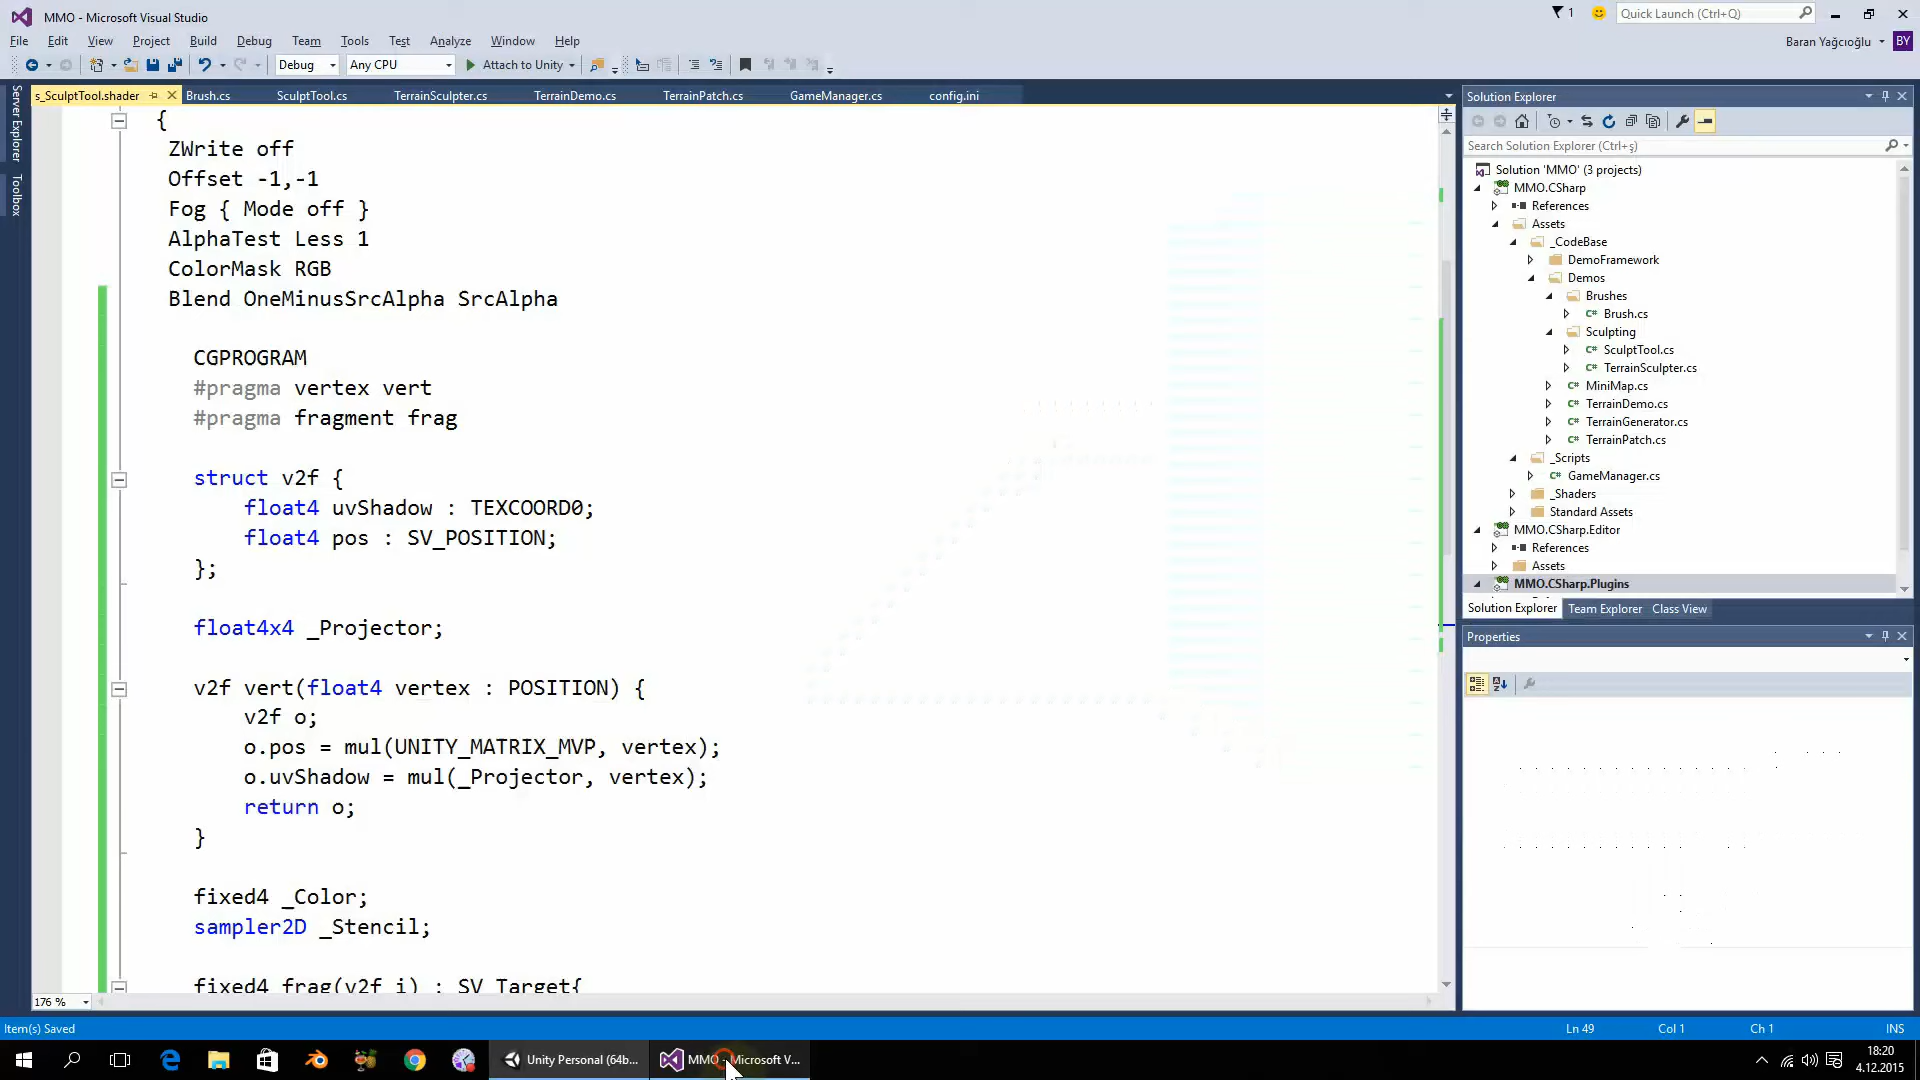 MMO - Microsoft Visual Studio
1
Quick Launch (Ctrl+Q)
File Edit View Project Build Debug Team Tools Test Analyze Window Help
Baran Yağcıoğlu BY
Debug Any CPU Attach to Unity
Server Explorer
Toolbox
s_SculptTool.shader Brush.cs SculptTool.cs TerrainSculpter.cs TerrainDemo.cs TerrainPatch.cs GameManager.cs config.ini
{
ZWrite off
Offset -1,-1
Fog { Mode off }
AlphaTest Less 1
ColorMask RGB
Blend OneMinusSrcAlpha SrcAlpha
CGPROGRAM
#pragma vertex vert
#pragma fragment frag
struct v2f {
float4 uvShadow : TEXCOORD0;
float4 pos : SV_POSITION;
};
float4x4 _Projector;
v2f vert(float4 vertex : POSITION) {
v2f o;
o.pos = mul(UNITY_MATRIX_MVP, vertex);
o.uvShadow = mul(_Projector, vertex);
return o;
}
fixed4 _Color;
sampler2D _Stencil;
fixed4 frag(v2f i) : SV_Target{
176 %
Solution Explorer
Search Solution Explorer (Ctrl+ş)
Solution 'MMO' (3 projects)
MMO.CSharp
References
Assets
_CodeBase
DemoFramework
Demos
Brushes
Brush.cs
Sculpting
SculptTool.cs
TerrainSculpter.cs
MiniMap.cs
TerrainDemo.cs
TerrainGenerator.cs
TerrainPatch.cs
_Scripts
GameManager.cs
_Shaders
Standard Assets
MMO.CSharp.Editor
References
Assets
MMO.CSharp.Plugins
Solution Explorer Team Explorer Class View
Properties
Item(s) Saved
Ln 49 Col 1 Ch 1 INS
Unity Personal (64b...
MMO - Microsoft V...
18:20
4.12.2015